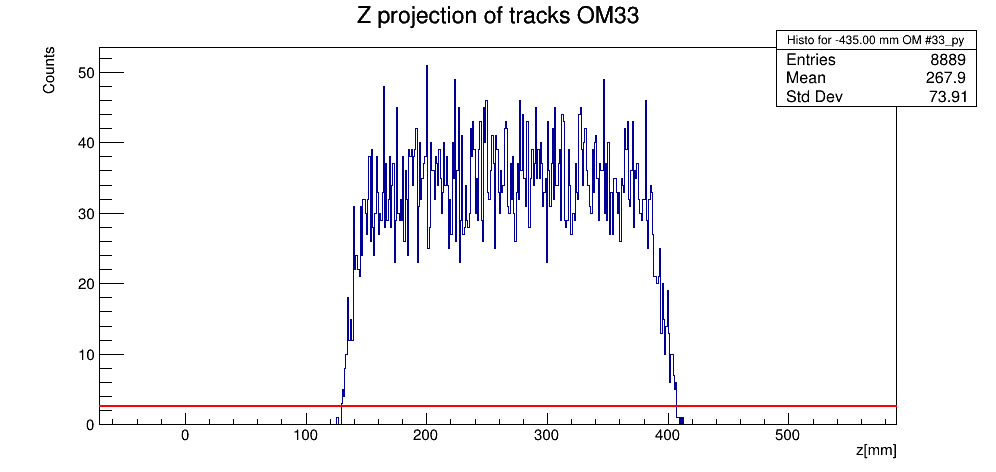 Z projection of tracks OM33
Histo for -435.00 mm OM #33_py
Entries 8889
Mean 267.9
Std Dev 73.91
Counts
50
40
30
20
10
0
0 100 200 300 400 500
z[mm]